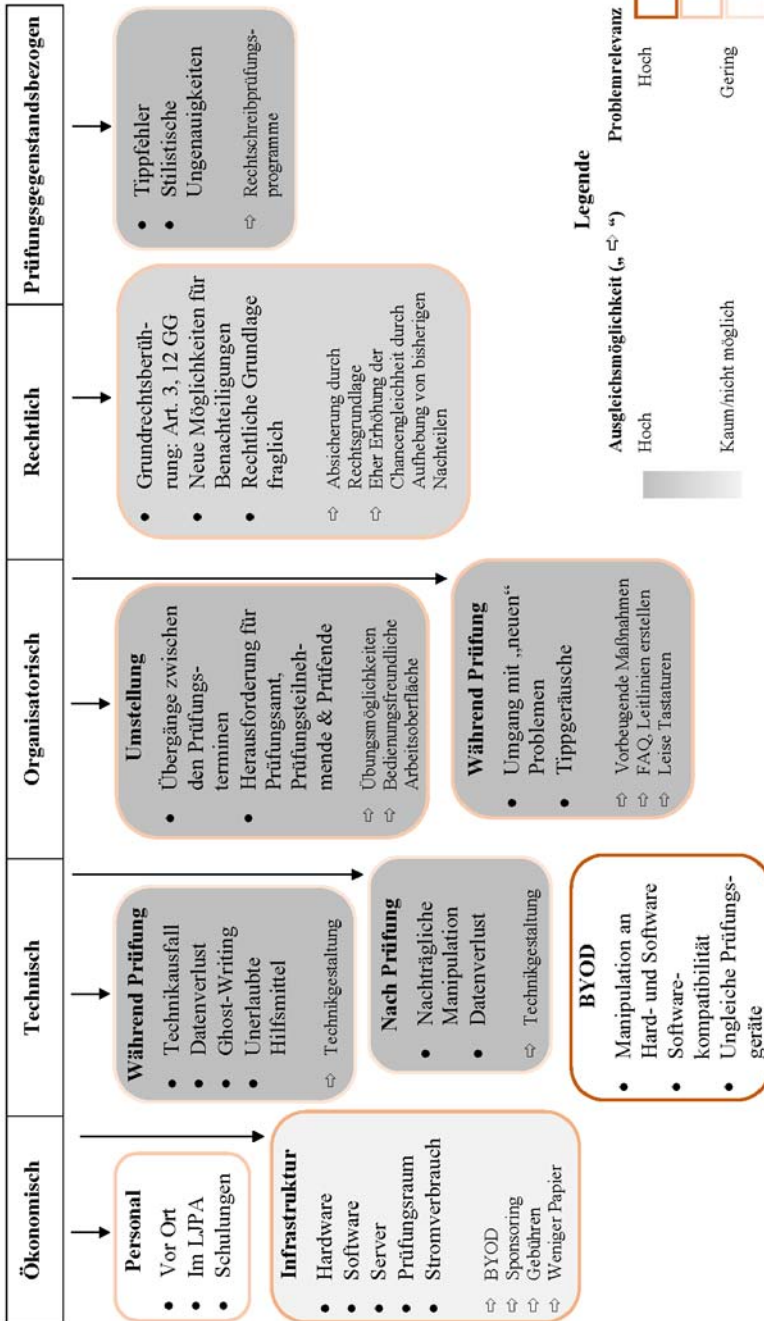 Ökonomisch
Technisch
Organisatorisch
Rechtlich
Prüfungsgegenstandsbezogen
Personal
• Vor Ort
• Im LJPA
• Schulungen
Infrastruktur
• Hardware
• Software
• Server
• Prüfungsraum
• Stromverbrauch
⇨ BYOD
⇨ Sponsoring
⇨ Gebühren
⇨ Weniger Papier
Während Prüfung
• Technikausfall
• Datenverlust
• Ghost-Writing
• Unerlaubte
Hilfsmittel
⇨ Technikgestaltung
Nach Prüfung
• Nachträgliche
Manipulation
• Datenverlust
⇨ Technikgestaltung
BYOD
• Manipulation an
Hard- und Software
• Software-
kompatibilität
• Ungleiche Prüfungs-
geräte
Umstellung
• Übergänge zwischen
den Prüfungs-
terminen
• Herausforderung für
Prüfungsamt,
Prüfungsteilneh-
mende & Prüfende
⇨ Übungsmöglichkeiten
⇨ Bedienungsfreundliche
Arbeitsoberfläche
Während Prüfung
• Umgang mit „neuen“
Problemen
• Tippgeräusche
⇨ Vorbeugende Maßnahmen
⇨ FAQ, Leitlinien erstellen
⇨ Leise Tastaturen
• Grundrechtsberüh-
rung: Art. 3, 12 GG
• Neue Möglichkeiten für
Benachteiligungen
• Rechtliche Grundlage
fraglich
⇨ Absicherung durch
Rechtsgrundlage
⇨ Eher Erhöhung der
Chancengleichheit durch
Aufhebung von bisherigen
Nachteilen
• Tippfehler
• Stilistische
Ungenauigkeiten
⇨ Rechtschreibprüfungs-
programme
Legende
Ausgleichsmöglichkeit („ ⇨ “)
Hoch
Kaum/nicht möglich
Problemrelevanz
Hoch
Gering